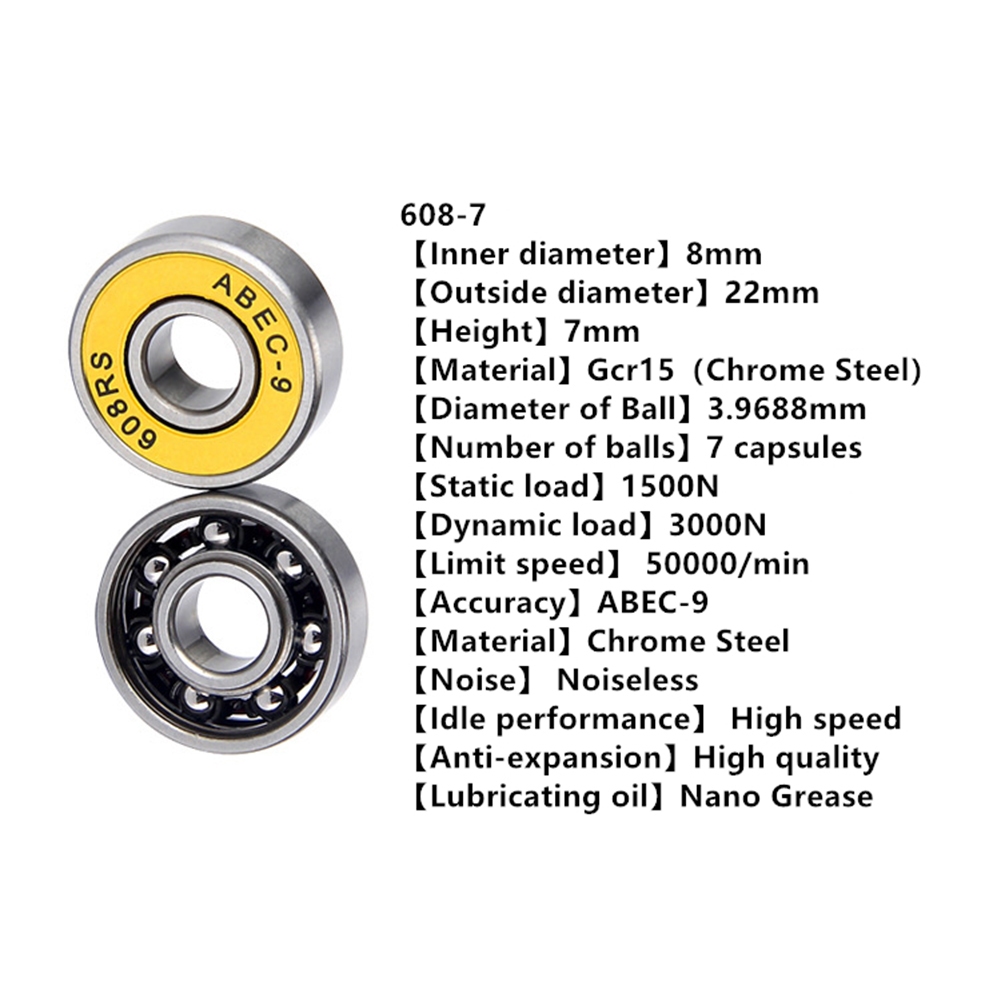 ABEC-9
608RS
608-7
【Inner diameter】8mm
【Outside diameter】22mm
【Height】7mm
【Material】Gcr15（Chrome Steel)
【Diameter of Ball】3.9688mm
【Number of balls】7 capsules
【Static load】1500N
【Dynamic load】3000N
【Limit speed】 50000/min
【Accuracy】ABEC-9
【Material】Chrome Steel
【Noise】 Noiseless
【Idle performance】 High speed
【Anti-expansion】High quality
【Lubricating oil】Nano Grease